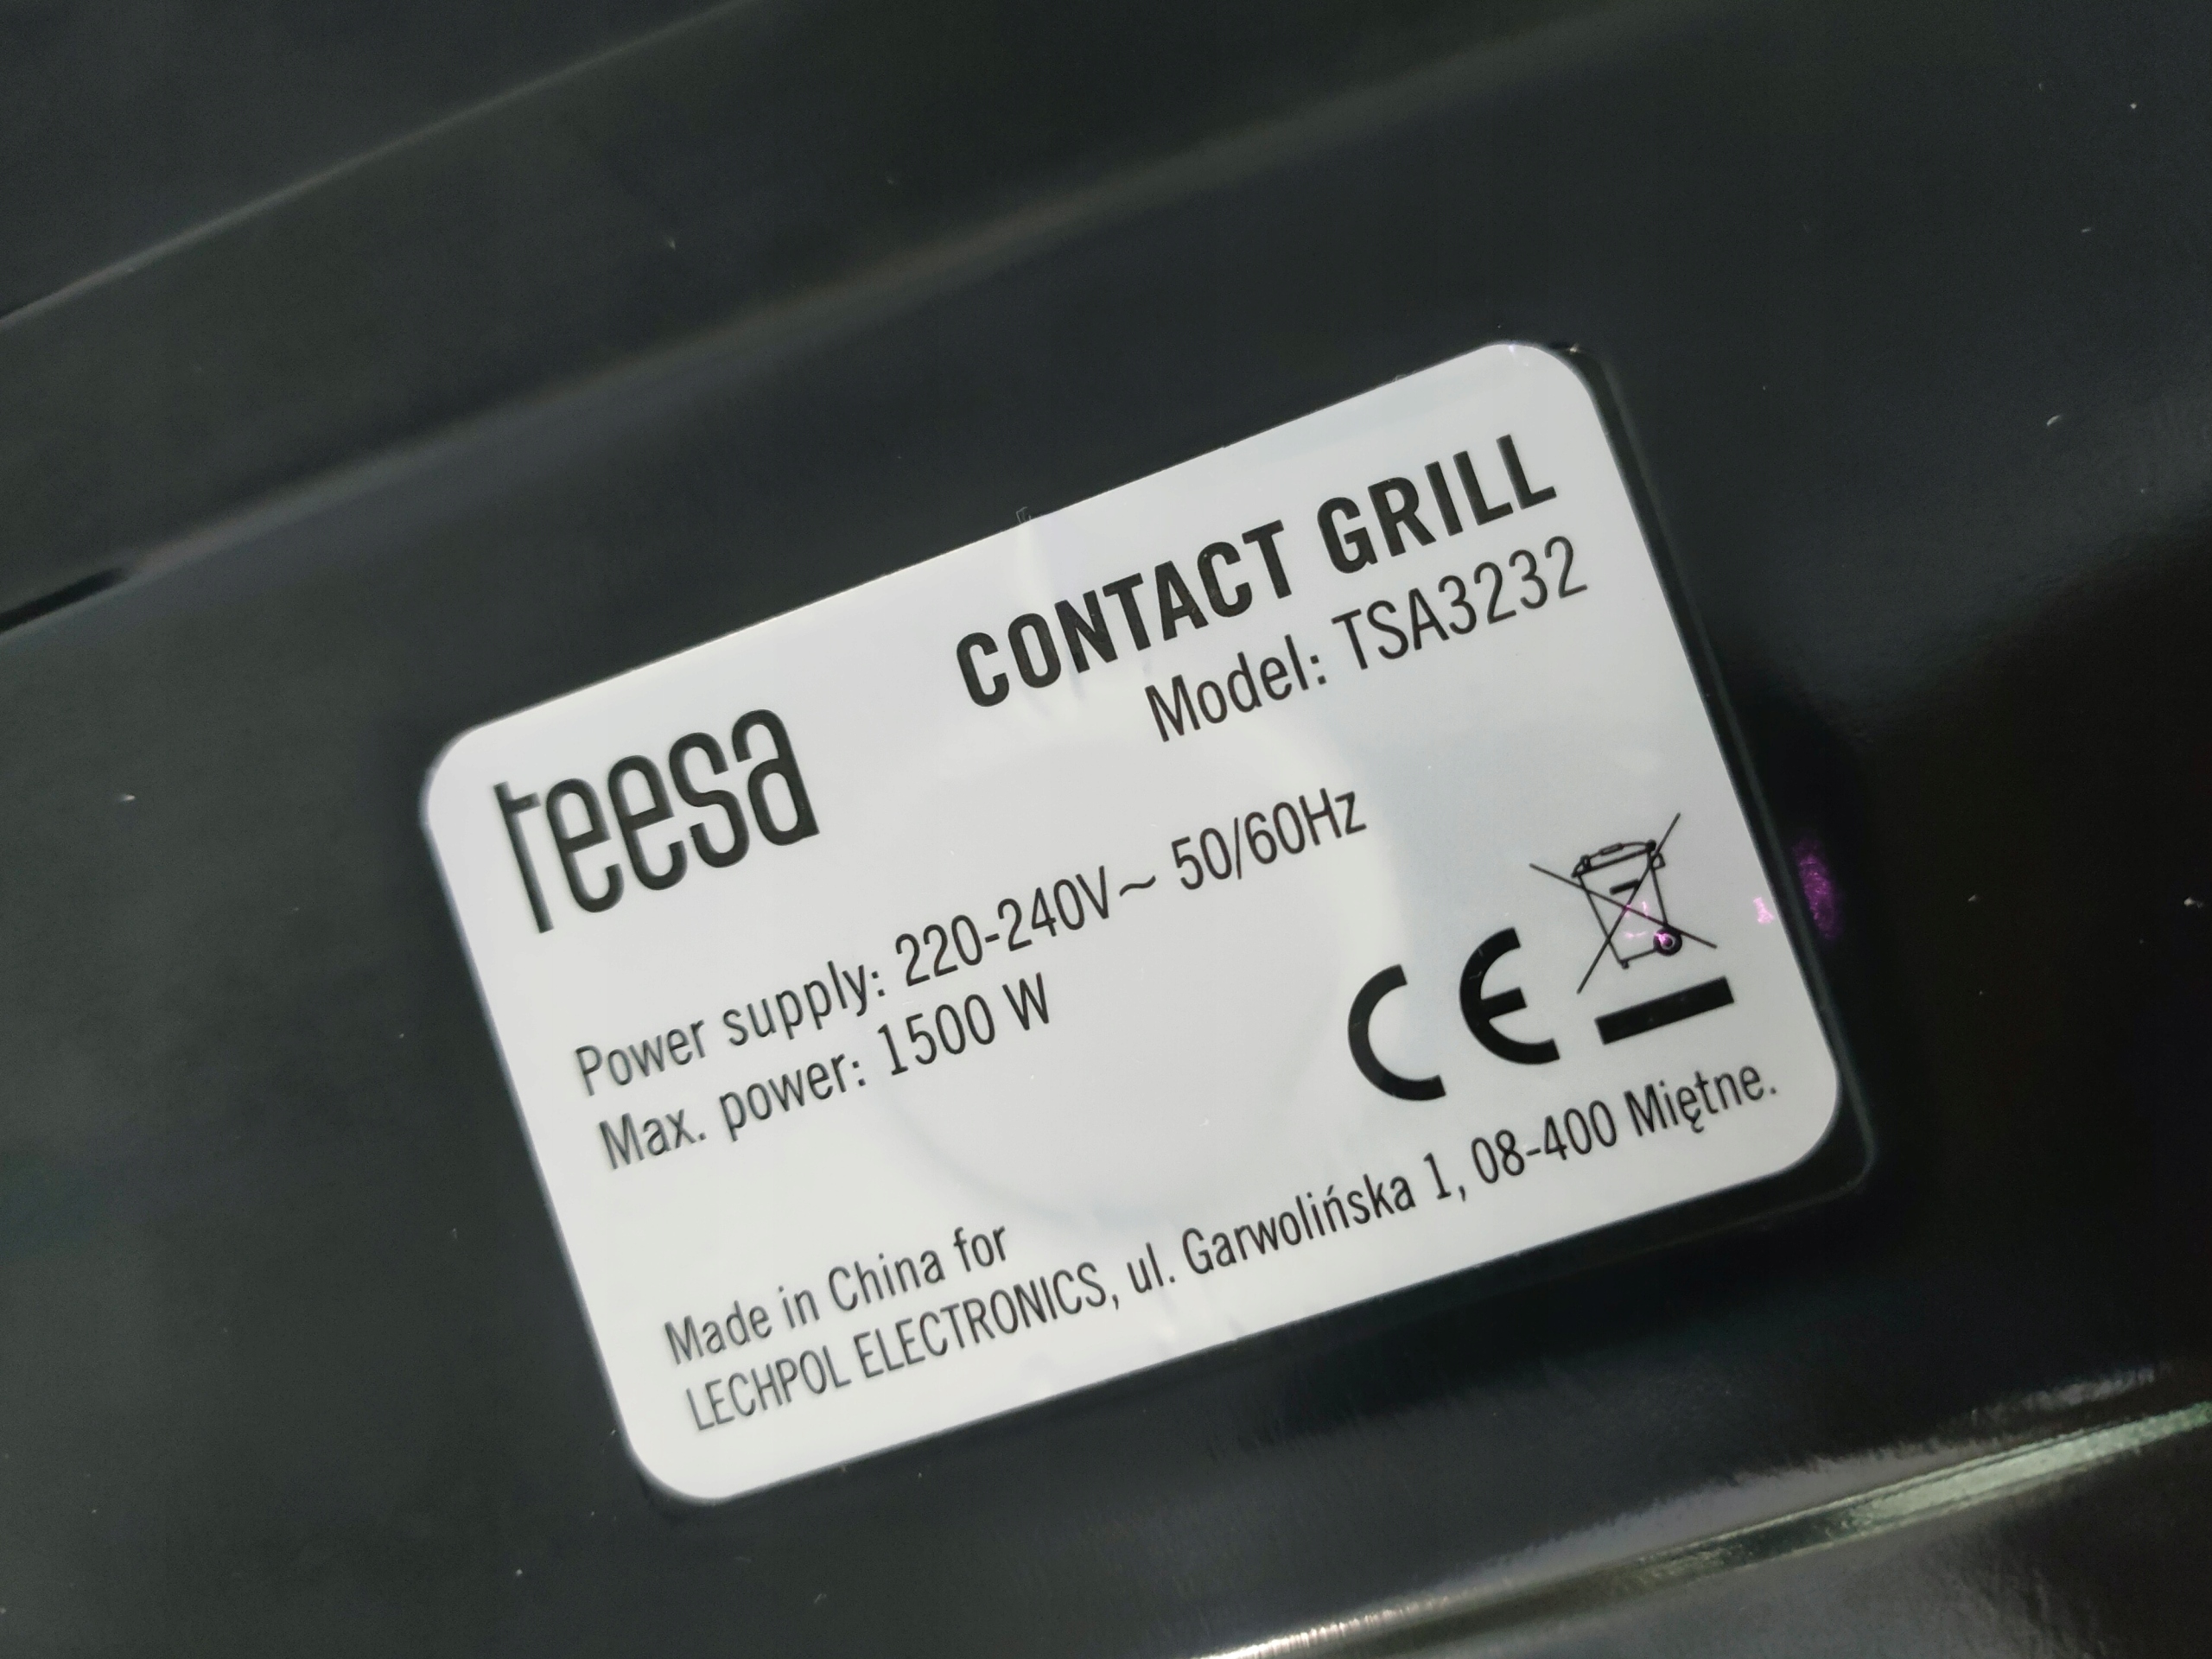 CONTACT GRILL
Model: TSA3232
teesa
Power supply: 220-240V~ 50/60Hz
Max. power: 1500 W
CE
Made in China for
LECHPOL ELECTRONICS, ul. Garwolińska 1, 08-400 Miętne.